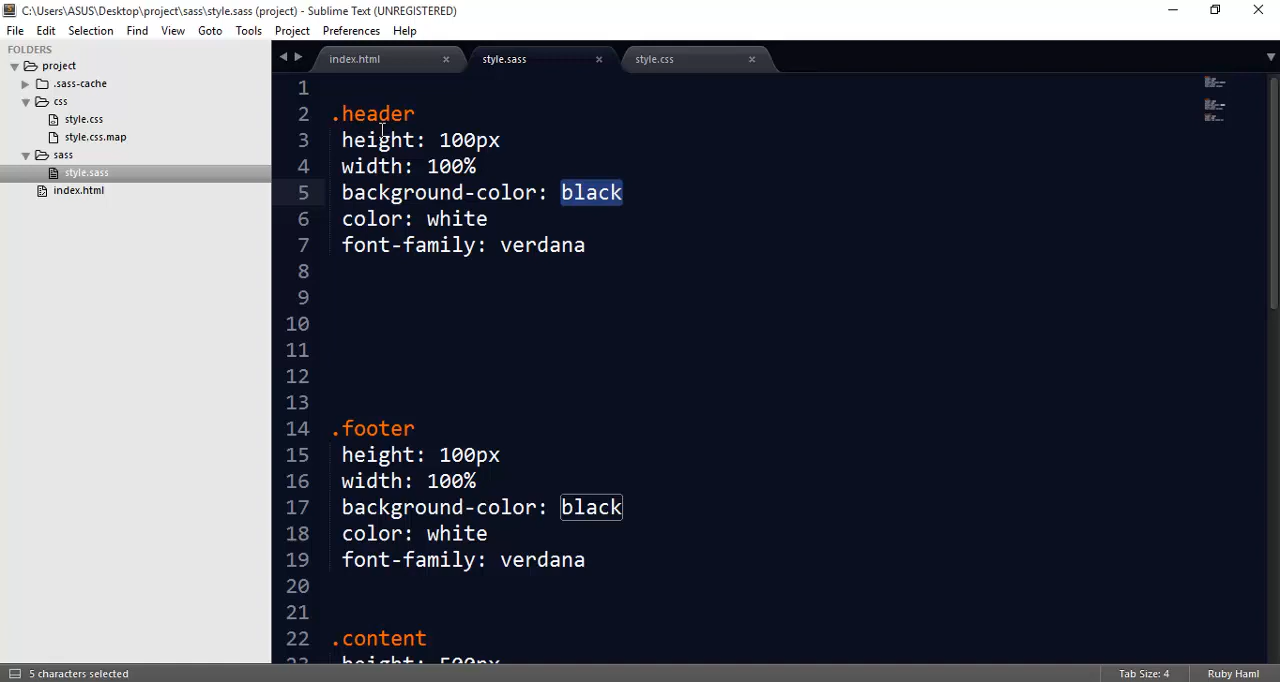 C:\Users\ASUS\Desktop\project\sass\style.sass (project) - Sublime Text (UNREGISTERED)
File Edit Selection Find View Goto Tools Project Preferences Help
FOLDERS
project
.sass-cache
css
style.css
style.css.map
sass
style.sass
index.html
index.html × style.sass × style.css ×
1
2 .header
3 height: 100px
4 width: 100%
5 background-color: black
6 color: white
7 font-family: verdana
8
9
10
11
12
13
14 .footer
15 height: 100px
16 width: 100%
17 background-color: black
18 color: white
19 font-family: verdana
20
21
22 .content
23 height: 500px
5 characters selected
Tab Size: 4
Ruby Haml